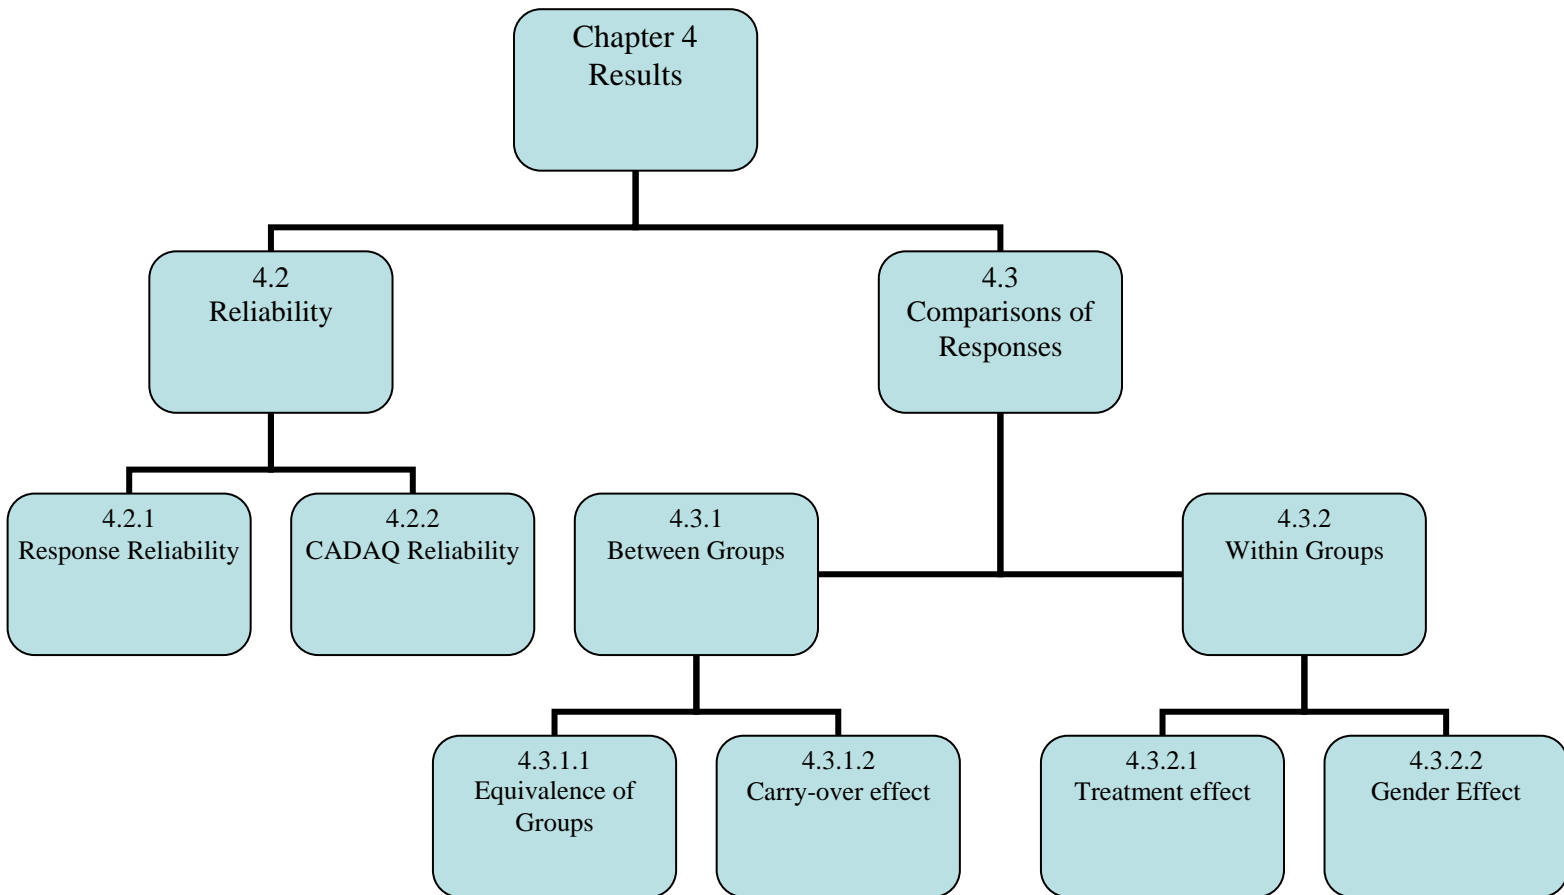 Chapter 4
Results
4.2
Reliability
4.3
Comparisons of
Responses
4.2.1
Response Reliability
4.2.2
CADAQ Reliability
4.3.1
Between Groups
4.3.2
Within Groups
4.3.1.1
Equivalence of
Groups
4.3.1.2
Carry-over effect
4.3.2.1
Treatment effect
4.3.2.2
Gender Effect